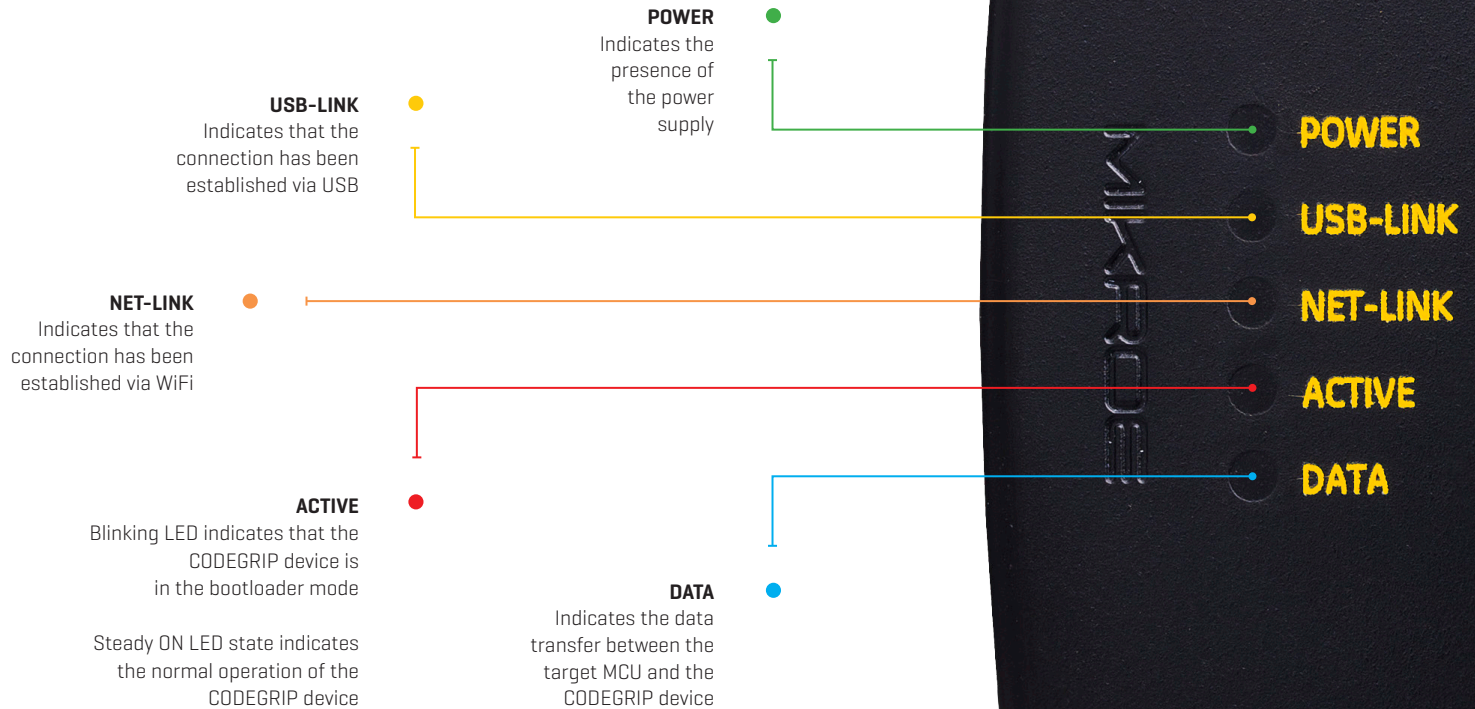 POWER
Indicates the
presence of
the power
supply
USB-LINK
Indicates that the
connection has been
established via USB
NET-LINK
Indicates that the
connection has been
established via WiFi
ACTIVE
Blinking LED indicates that the
CODEGRIP device is
in the bootloader mode
Steady ON LED state indicates
the normal operation of the
CODEGRIP device
DATA
Indicates the data
transfer between the
target MCU and the
CODEGRIP device
MIKROE
POWER
USB-LINK
NET-LINK
ACTIVE
DATA